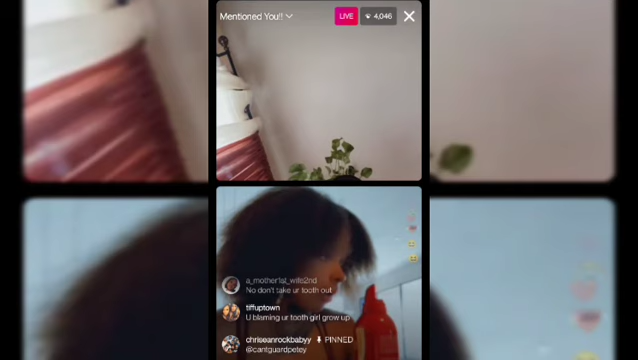 Mentioned You!!
LIVE
4,046
a_mother1st_wife2nd
No don't take ur tooth out
tiffuptown
U blaming ur tooth girl grow up
chriseanrockbabyy PINNED
@cantguardpetey